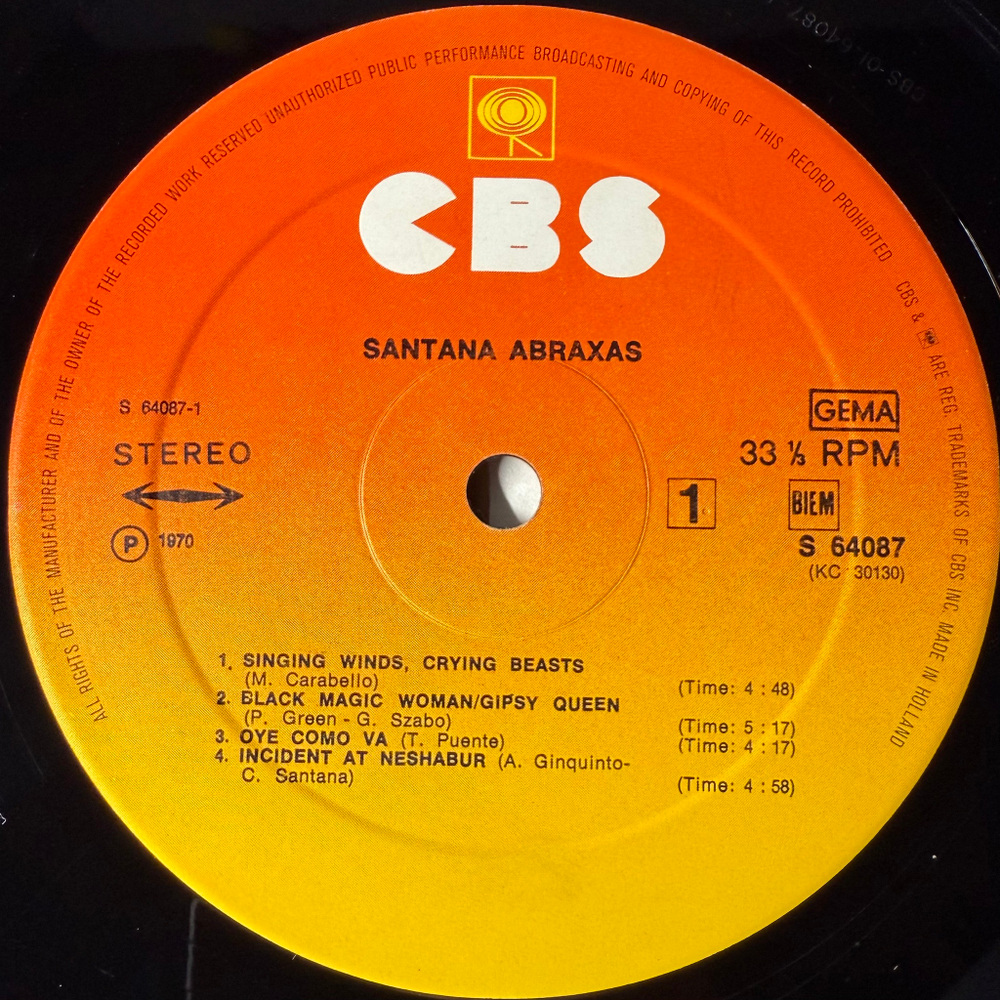 ALL RIGHTS OF THE MANUFACTURER AND OF THE OWNER OF THE RECORDED WORK RESERVED UNAUTHORIZED PUBLIC PERFORMANCE BROADCASTING AND COPYING OF THIS RECORD PROHIBITED CBS & ARE REG. TRADEMARKS OF CBS INC. MADE IN HOLLAND
CBS
SANTANA ABRAXAS
S 64087-1
STEREO
P 1970
GEMA
33 ⅓ RPM
1
BIEM
S 64087
(KC 30130)
1. SINGING WINDS, CRYING BEASTS
(M. Carabello) (Time: 4 : 48)
2. BLACK MAGIC WOMAN/GIPSY QUEEN
(P. Green - G. Szabo) (Time: 5 : 17)
3. OYE COMO VA (T. Puente) (Time: 4 : 17)
4. INCIDENT AT NESHABUR (A. Ginquinto-
C. Santana) (Time: 4 : 58)